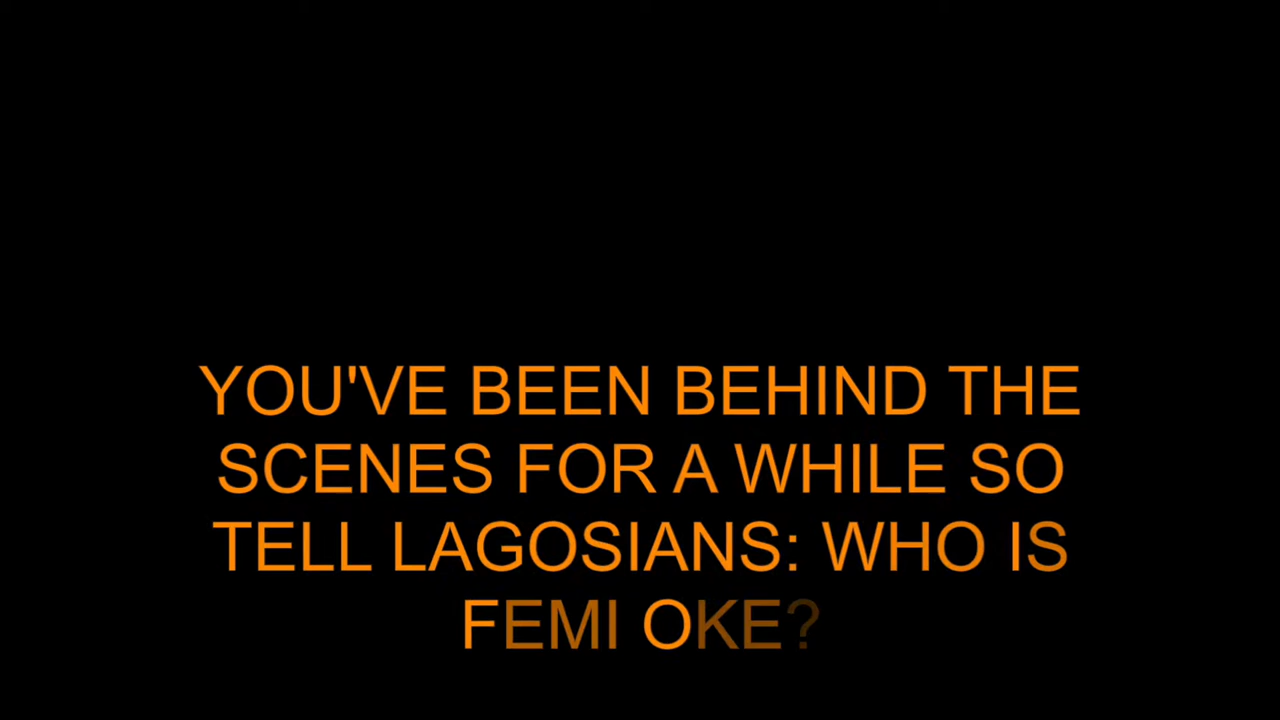 YOU'VE BEEN BEHIND THE
SCENES FOR A WHILE SO
TELL LAGOSIANS: WHO IS
FEMI OKE?